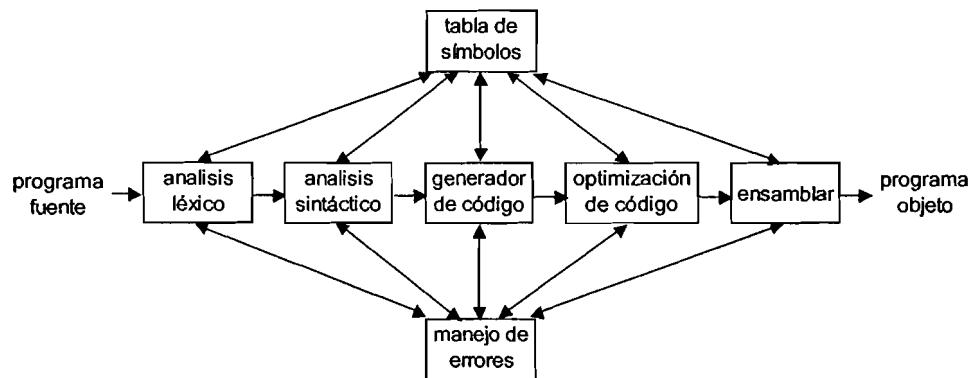 tabla de
símbolos
programa
fuente
analisis
léxico
analisis
sintáctico
generador
de código
optimización
de código
ensamblar
programa
objeto
manejo de
errores